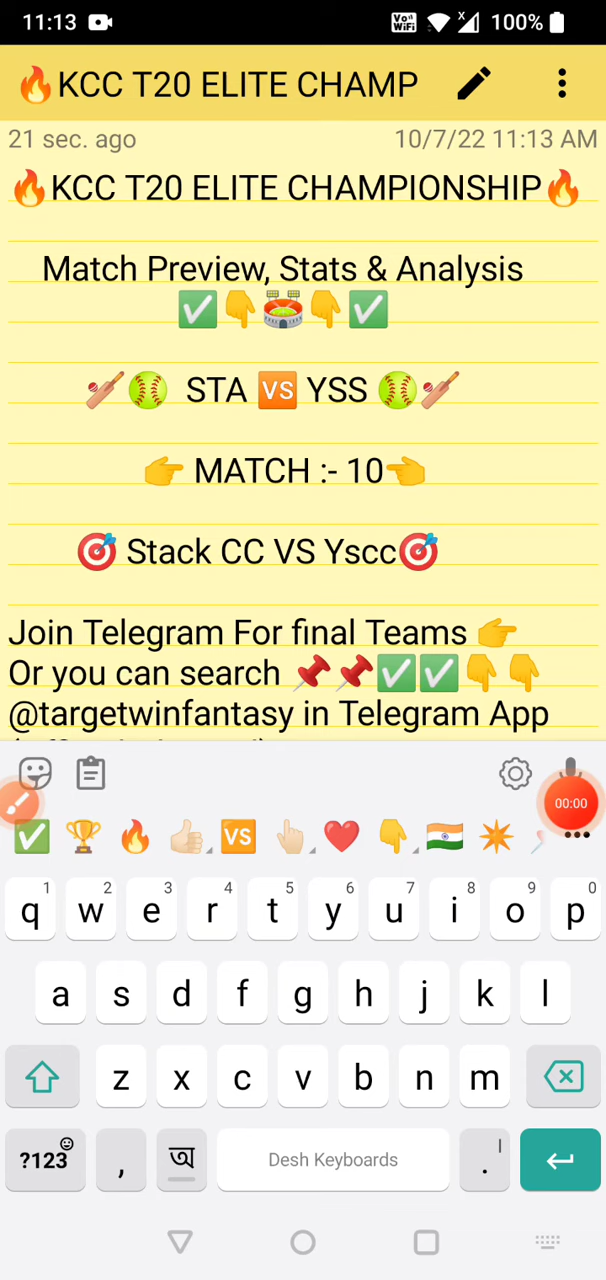 11:13
Vo WiFi x 100%
🔥KCC T20 ELITE CHAMP
21 sec. ago 10/7/22 11:13 AM
🔥KCC T20 ELITE CHAMPIONSHIP🔥
Match Preview, Stats & Analysis
✅👇🏟👇✅
🏏🥎 STA 🆚 YSS 🥎🏏
👉 MATCH :- 10👈
🎯 Stack CC VS Yscc🎯
Join Telegram For final Teams 👉
Or you can search 📌📌✅✅👇👇
@targetwinfantasy in Telegram App
00:00
✅🏆🔥👍🏻🆚👆🏻❤️👇🇮🇳✴️
1 2 3 4 5 6 7 8 9 0
q w e r t y u i o p
a s d f g h j k l
z x c v b n m
?123 , অ Desh Keyboards . |